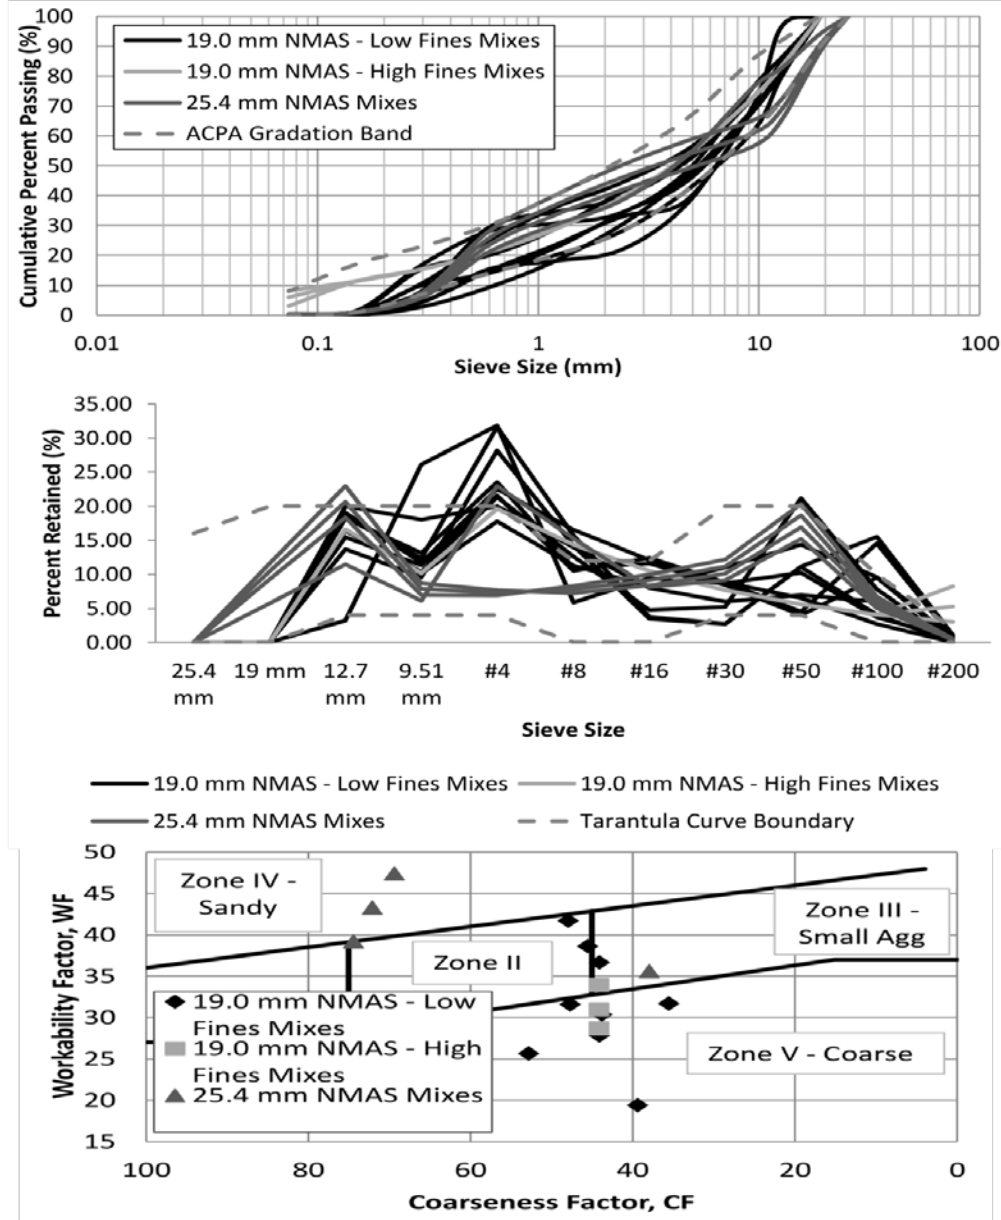 Cumulative Percent Passing (%)
100
90
80
70
60
50
40
30
20
10
0
19.0 mm NMAS - Low Fines Mixes
19.0 mm NMAS - High Fines Mixes
25.4 mm NMAS Mixes
ACPA Gradation Band
0.01
0.1
1
10
100
Sieve Size (mm)
Percent Retained (%)
35.00
30.00
25.00
20.00
15.00
10.00
5.00
0.00
25.4 mm
19 mm
12.7 mm
9.51 mm
#4
#8
#16
#30
#50
#100
#200
Sieve Size
19.0 mm NMAS - Low Fines Mixes
19.0 mm NMAS - High Fines Mixes
25.4 mm NMAS Mixes
Tarantula Curve Boundary
Workability Factor, WF
50
45
40
35
30
25
20
15
Zone IV -
Sandy
Zone II
Zone III -
Small Agg
Zone V - Coarse
19.0 mm NMAS - Low
Fines Mixes
19.0 mm NMAS - High
Fines Mixes
25.4 mm NMAS Mixes
100
80
60
40
20
0
Coarseness Factor, CF